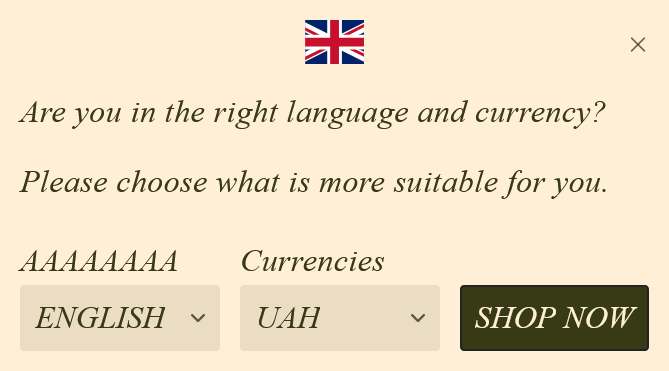 Are you in the right language and currency?
Please choose what is more suitable for you.
AAAAAAAA Currencies
ENGLISH UAH SHOP NOW